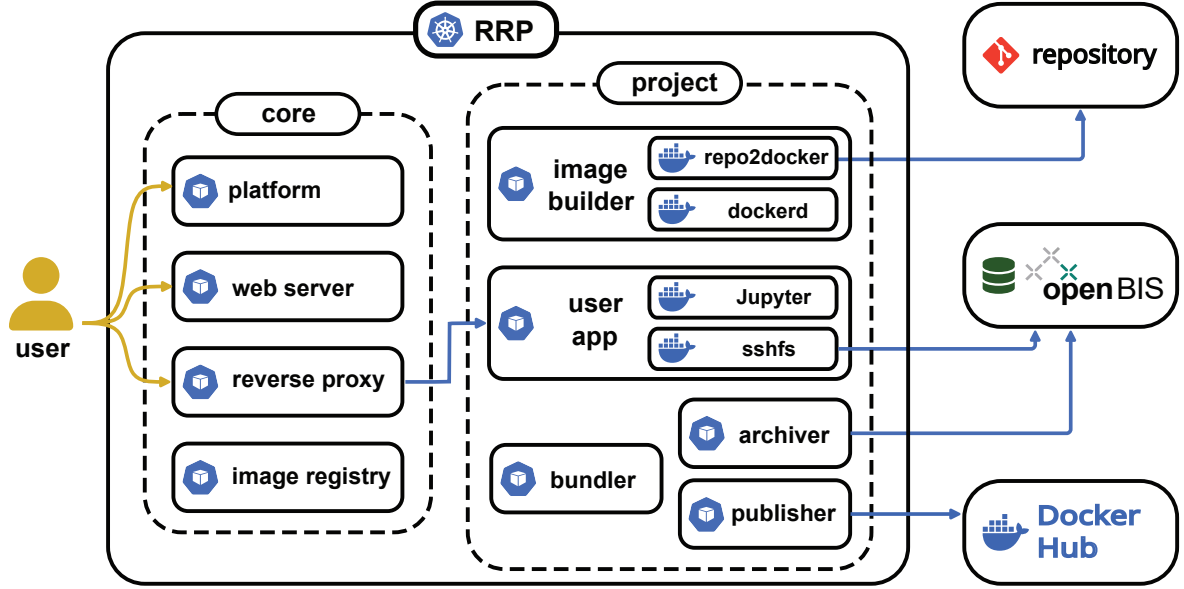 RRP
core
platform
web server
reverse proxy
image registry
user
project
image
builder
repo2docker
dockerd
user
app
Jupyter
sshfs
archiver
bundler
publisher
repository
openBIS
Docker
Hub